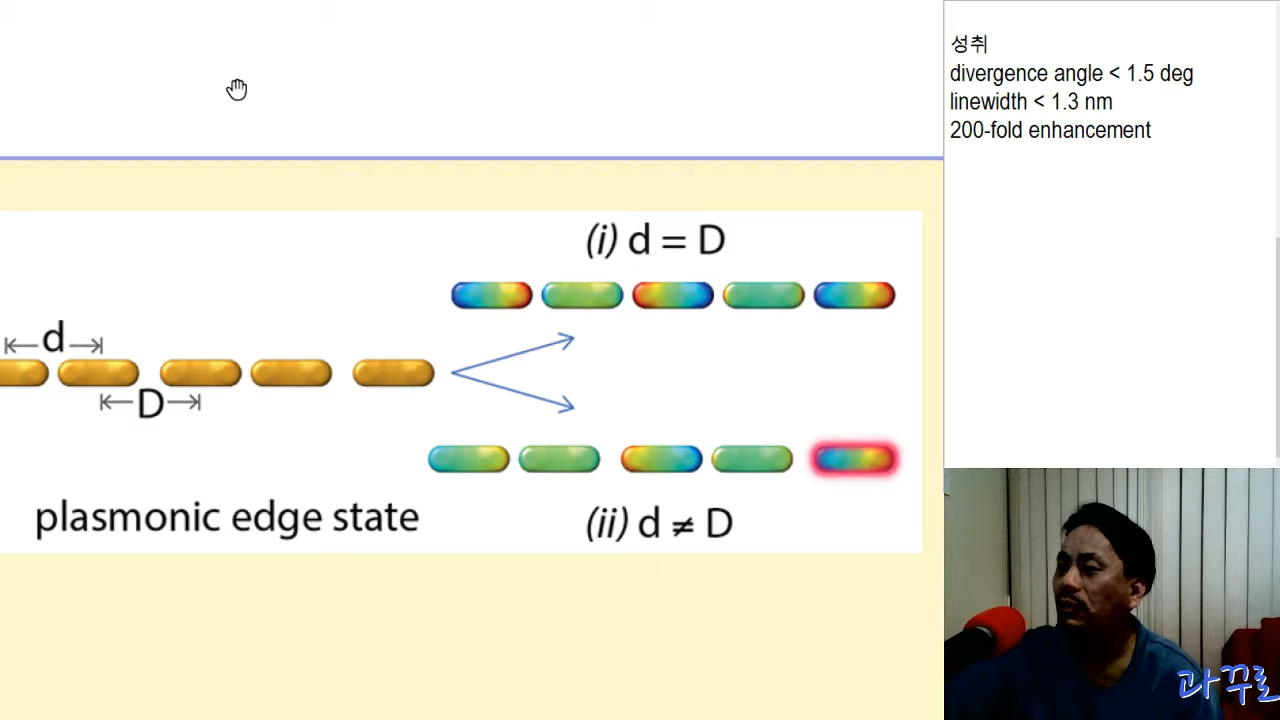 성취
divergence angle < 1.5 deg
linewidth < 1.3 nm
200-fold enhancement
(i) d = D
d
D
plasmonic edge state
(ii) d ≠ D
과꾸로